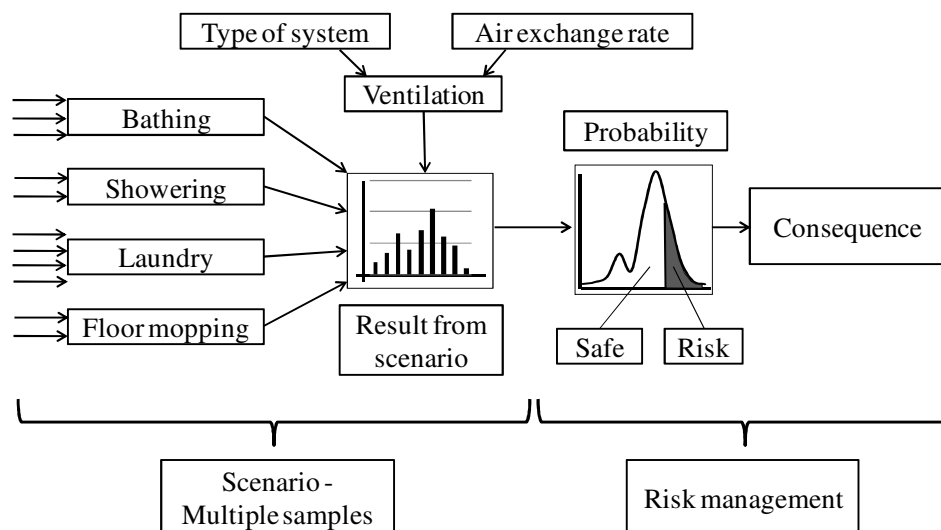 Type of system
Air exchange rate
Ventilation
Bathing
Showering
Laundry
Floor mopping
Result from
scenario
Probability
Safe
Risk
Consequence
Scenario -
Multiple samples
Risk management